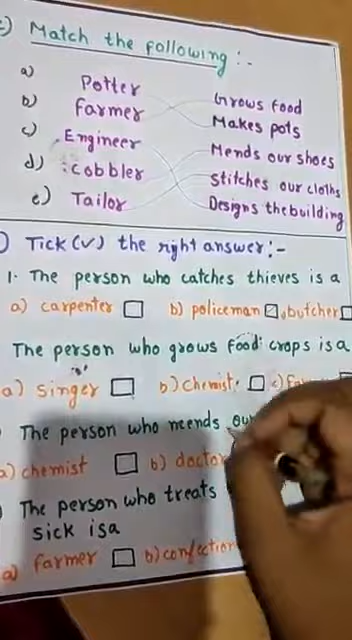 Match the following :-
a) Potter Grows food
b) farmer Makes pots
c) Engineer Mends our shoes
d) cobbler stitches our cloths
e) Tailor Designs the building
Tick (✓) the right answer:-
1. The person who catches thieves is a
a) carpenter b) policeman , butcher
The person who grows food crops is a
a) singer b) chemist c) fa
The person who mends ou
a) chemist b) doctor
The person who treats
sick is a
a) farmer b) confection